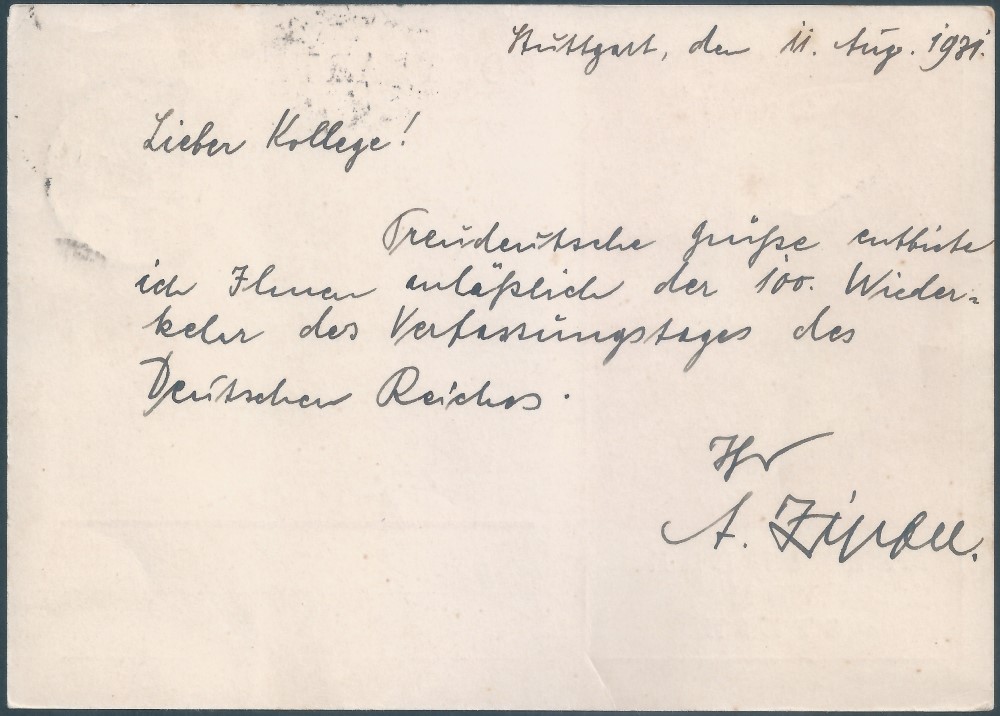 Stuttgart, den 11. Aug. 1931.
Lieber Kollege!
Treudeutsche Grüße entbiete
ich Ihnen anläßlich der 100. Wieder-
kehr des Verfassungstages des
Deutschen Reiches.
Ihr
A.